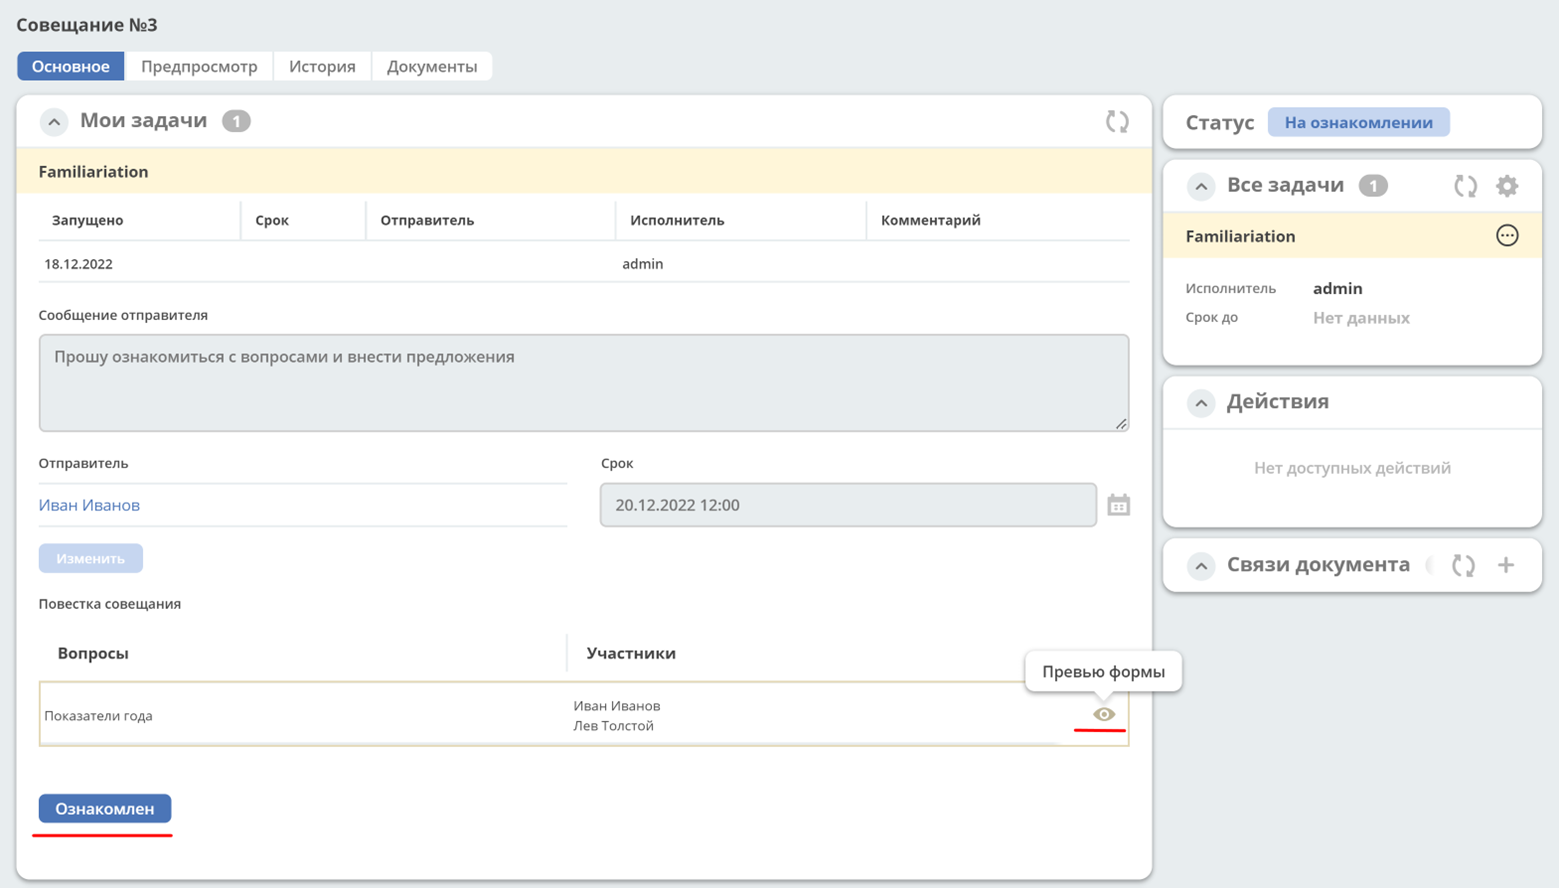 Совещание №3
Основное Предпросмотр История Документы
Мои задачи 1
Familiariation
Запущено Срок Отправитель Исполнитель Комментарий
18.12.2022 admin
Сообщение отправителя
Прошу ознакомиться с вопросами и внести предложения
Отправитель Срок
Иван Иванов 20.12.2022 12:00
Изменить
Повестка совещания
Вопросы Участники
Превью формы
Показатели года
Иван Иванов
Лев Толстой
Ознакомлен
Статус На ознакомлении
Все задачи 1
Familiariation
Исполнитель admin
Срок до Нет данных
Действия
Нет доступных действий
Связи документа